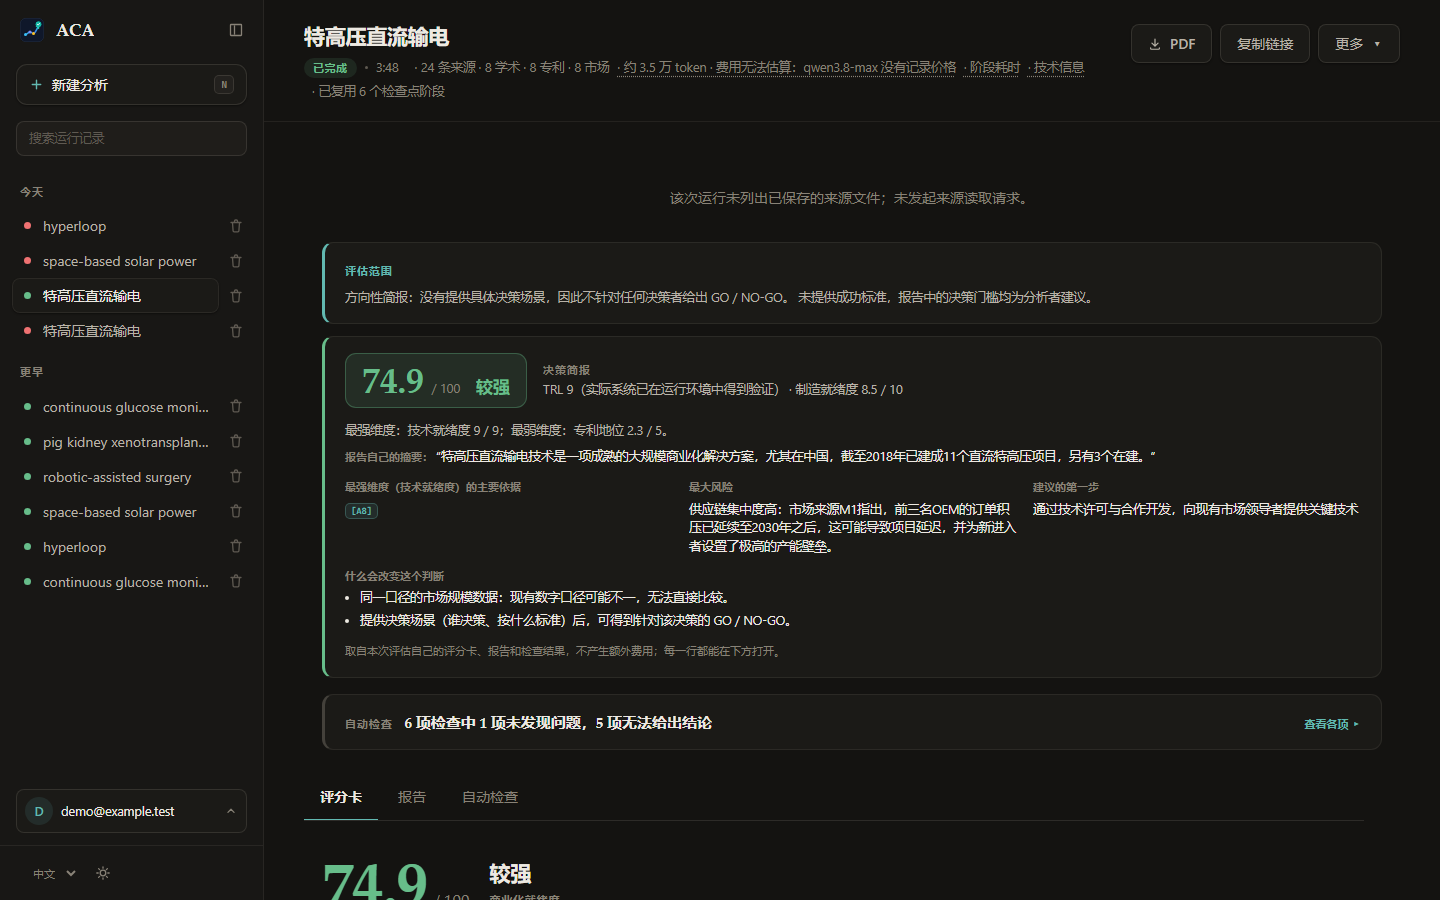 ACA
新建分析
N
搜索运行记录
今天
hyperloop
space-based solar power
特高压直流输电
特高压直流输电
更早
continuous glucose moni...
pig kidney xenotransplan...
robotic-assisted surgery
space-based solar power
hyperloop
continuous glucose moni...
D demo@example.test
中文
特高压直流输电
已完成 · 3:48 · 24 条来源 · 8 学术 · 8 专利 · 8 市场 · 约 3.5 万 token · 费用无法估算：qwen3.8-max 没有记录价格 · 阶段耗时 · 技术信息
· 已复用 6 个检查点阶段
PDF
复制链接
更多
该次运行未列出已保存的来源文件；未发起来源读取请求。
评估范围
方向性简报：没有提供具体决策场景，因此不针对任何决策者给出 GO / NO-GO。 未提供成功标准，报告中的决策门槛均为分析者建议。
74.9 / 100 较强
决策简报
TRL 9（实际系统已在运行环境中得到验证） · 制造就绪度 8.5 / 10
最强维度：技术就绪度 9 / 9；最弱维度：专利地位 2.3 / 5。
报告自己的摘要：“特高压直流输电技术是一项成熟的大规模商业化解决方案，尤其在中国，截至2018年已建成11个直流特高压项目，另有3个在建。”
最强维度（技术就绪度）的主要依据
[A8]
最大风险
供应链集中度高：市场来源M1指出，前三名OEM的订单积
压已延续至2030年之后，这可能导致项目延迟，并为新进入
者设置了极高的产能壁垒。
建议的第一步
通过技术许可与合作开发，向现有市场领导者提供关键技术
什么会改变这个判断
• 同一口径的市场规模数据：现有数字口径可能不一，无法直接比较。
• 提供决策场景（谁决策、按什么标准）后，可得到针对该决策的 GO / NO-GO。
取自本次评估自己的评分卡、报告和检查结果，不产生额外费用；每一行都能在下方打开。
自动检查 6 项检查中 1 项未发现问题，5 项无法给出结论
查看各项
评分卡
报告
自动检查
74.9 / 100
较强
商业化就绪度